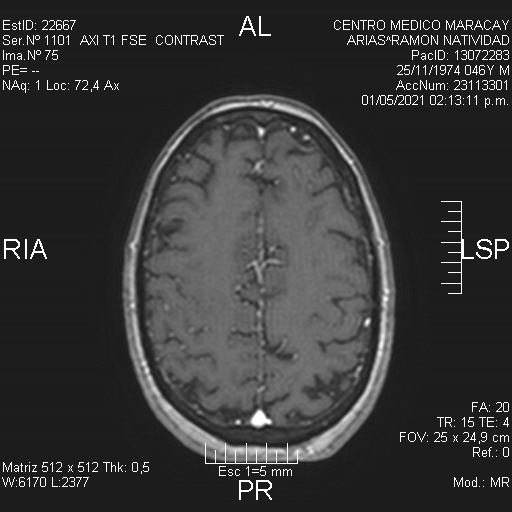 EstID: 22667
Ser.Nº 1101 AXI T1 FSE CONTRAST
Ima.Nº 75
PE= --
NAq: 1 Loc: 72,4 Ax
AL
CENTRO MEDICO MARACAY
ARIAS^RAMON NATIVIDAD
PacID: 13072283
25/11/1974 046Y M
AccNum: 23113301
01/05/2021 02:13:11 p.m.
RIA
LSP
FA: 20
TR: 15 TE: 4
FOV: 25 x 24,9 cm
Ref.: 0
Mod.: MR
Matriz 512 x 512 Thk: 0,5
W:6170 L:2377
Esc 1=5 mm
PR